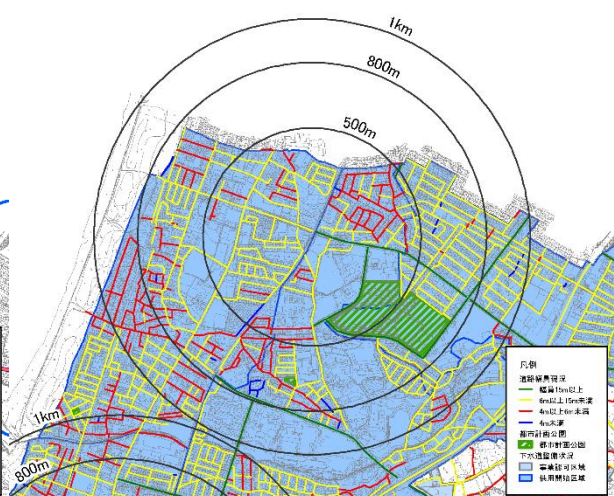 1km
800m
500m
1km
800m
凡例
道路幅員現況
幅員15m以上
6m以上15m未満
4m以上6m未満
4m未満
都市計画公園
都市計画公園
下水道整備状況
事業認可区域
供用開始区域